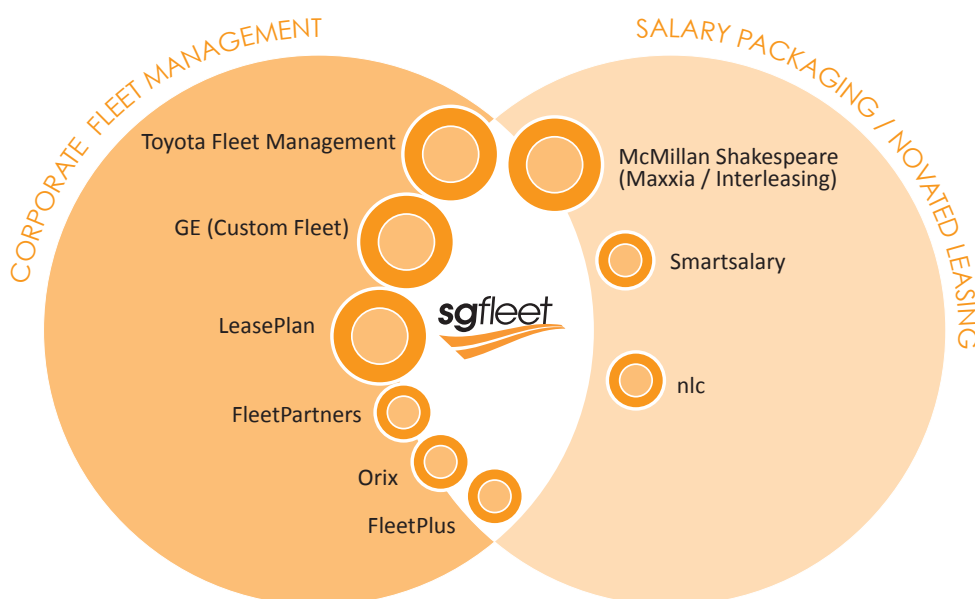 CORPORATE FLEET MANAGEMENT
SALARY PACKAGING / NOVATED LEASING
Toyota Fleet Management
GE (Custom Fleet)
LeasePlan
FleetPartners
Orix
FleetPlus
sgfleet
McMillan Shakespeare
(Maxxia / Interleasing)
Smartsalary
nlc